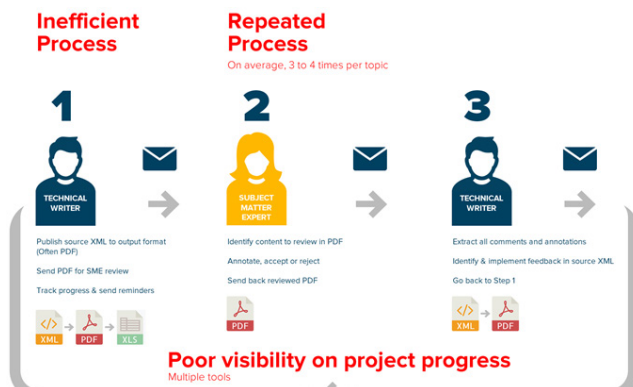 Inefficient
Process
Repeated
Process
On average, 3 to 4 times per topic
1
2
3
TECHNICAL
WRITER
SUBJECT
MATTER
EXPERT
TECHNICAL
WRITER
Publish source XML to output format
(Often PDF)
Send PDF for SME review
Track progress & send reminders
Identify content to review in PDF
Annotate, accept or reject
Send back reviewed PDF
Extract all comments and annotations
Identify & implement feedback in source XML
Go back to Step 1
XML
PDF
XLS
PDF
XML
PDF
Poor visibility on project progress
Multiple tools